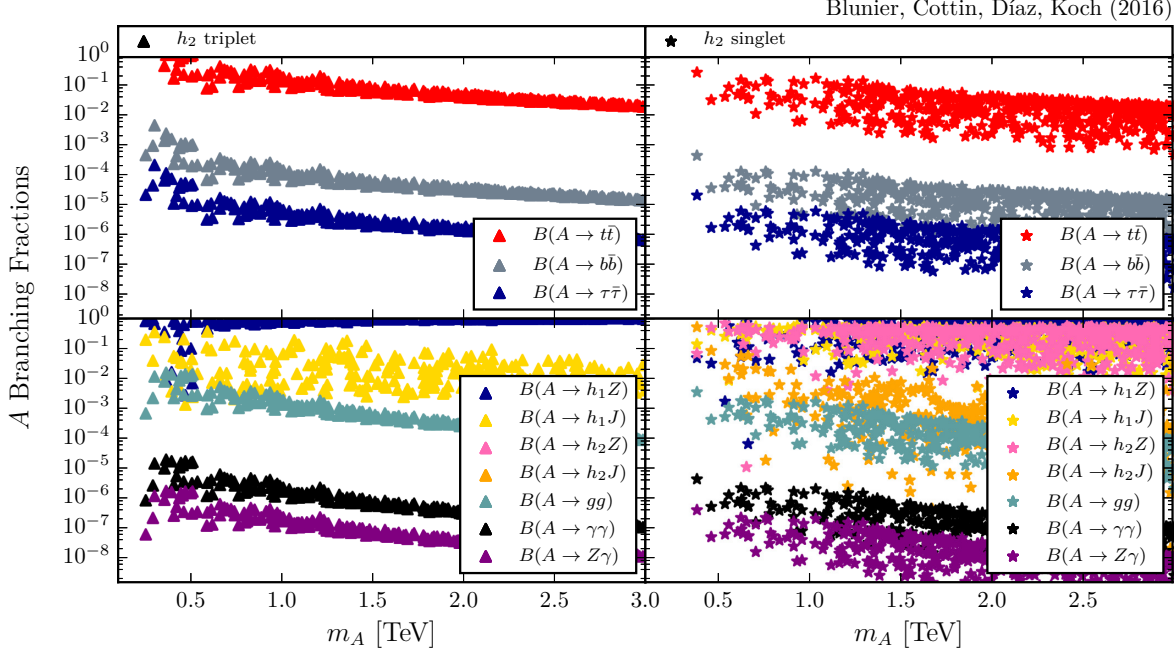 Blunier, Cottin, Díaz, Koch (2016)
h₂ triplet
h₂ singlet
A Branching Fractions
10⁰
10⁻¹
10⁻²
10⁻³
10⁻⁴
10⁻⁵
10⁻⁶
10⁻⁷
10⁻⁸
B(A → tt̄)
B(A → bb̄)
B(A → ττ̄)
B(A → tt̄)
B(A → bb̄)
B(A → ττ̄)
10⁰
10⁻¹
10⁻²
10⁻³
10⁻⁴
10⁻⁵
10⁻⁶
10⁻⁷
10⁻⁸
B(A → h₁Z)
B(A → h₁J)
B(A → h₂Z)
B(A → h₂J)
B(A → gg)
B(A → γγ)
B(A → Zγ)
B(A → h₁Z)
B(A → h₁J)
B(A → h₂Z)
B(A → h₂J)
B(A → gg)
B(A → γγ)
B(A → Zγ)
0.5 1.0 1.5 2.0 2.5 3.0
0.5 1.0 1.5 2.0 2.5
m_A [TeV]
m_A [TeV]